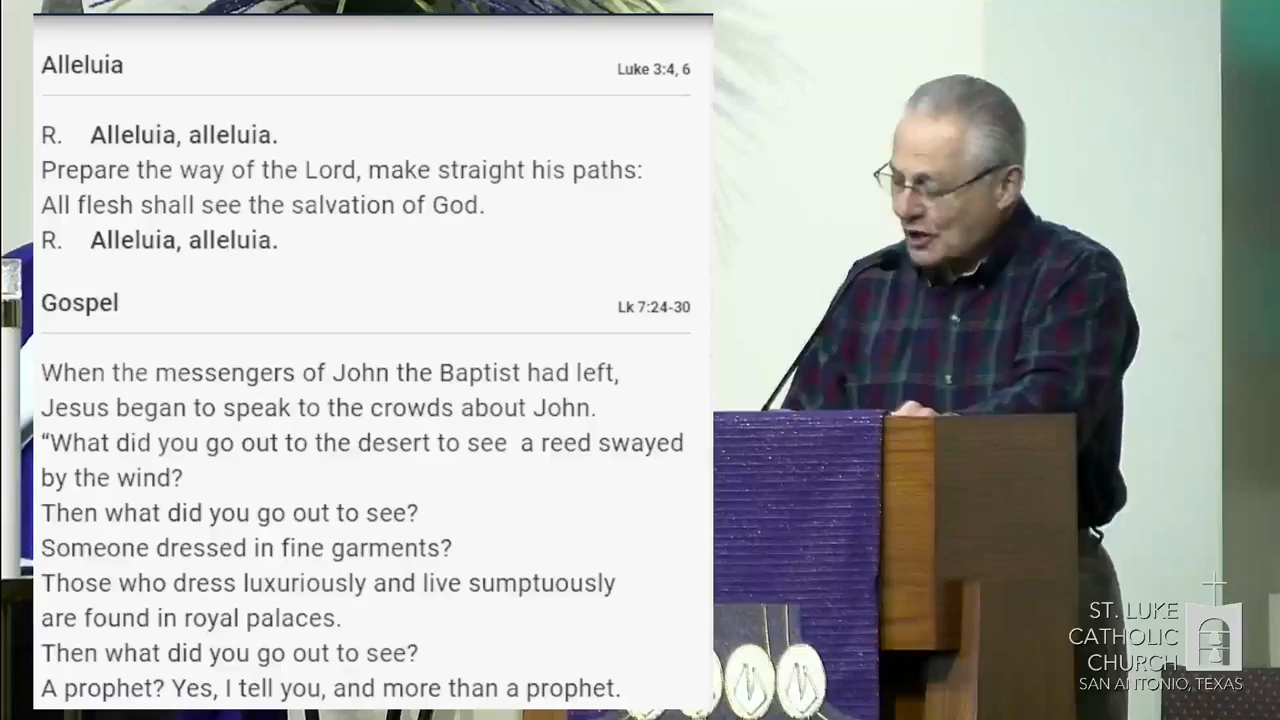 Alleluia
Luke 3:4, 6
R. Alleluia, alleluia.
Prepare the way of the Lord, make straight his paths:
All flesh shall see the salvation of God.
R. Alleluia, alleluia.
Gospel
Lk 7:24-30
When the messengers of John the Baptist had left,
Jesus began to speak to the crowds about John.
“What did you go out to the desert to see  a reed swayed
by the wind?
Then what did you go out to see?
Someone dressed in fine garments?
Those who dress luxuriously and live sumptuously
are found in royal palaces.
Then what did you go out to see?
A prophet? Yes, I tell you, and more than a prophet.
ST. LUKE
CATHOLIC
CHURCH
SAN ANTONIO, TEXAS